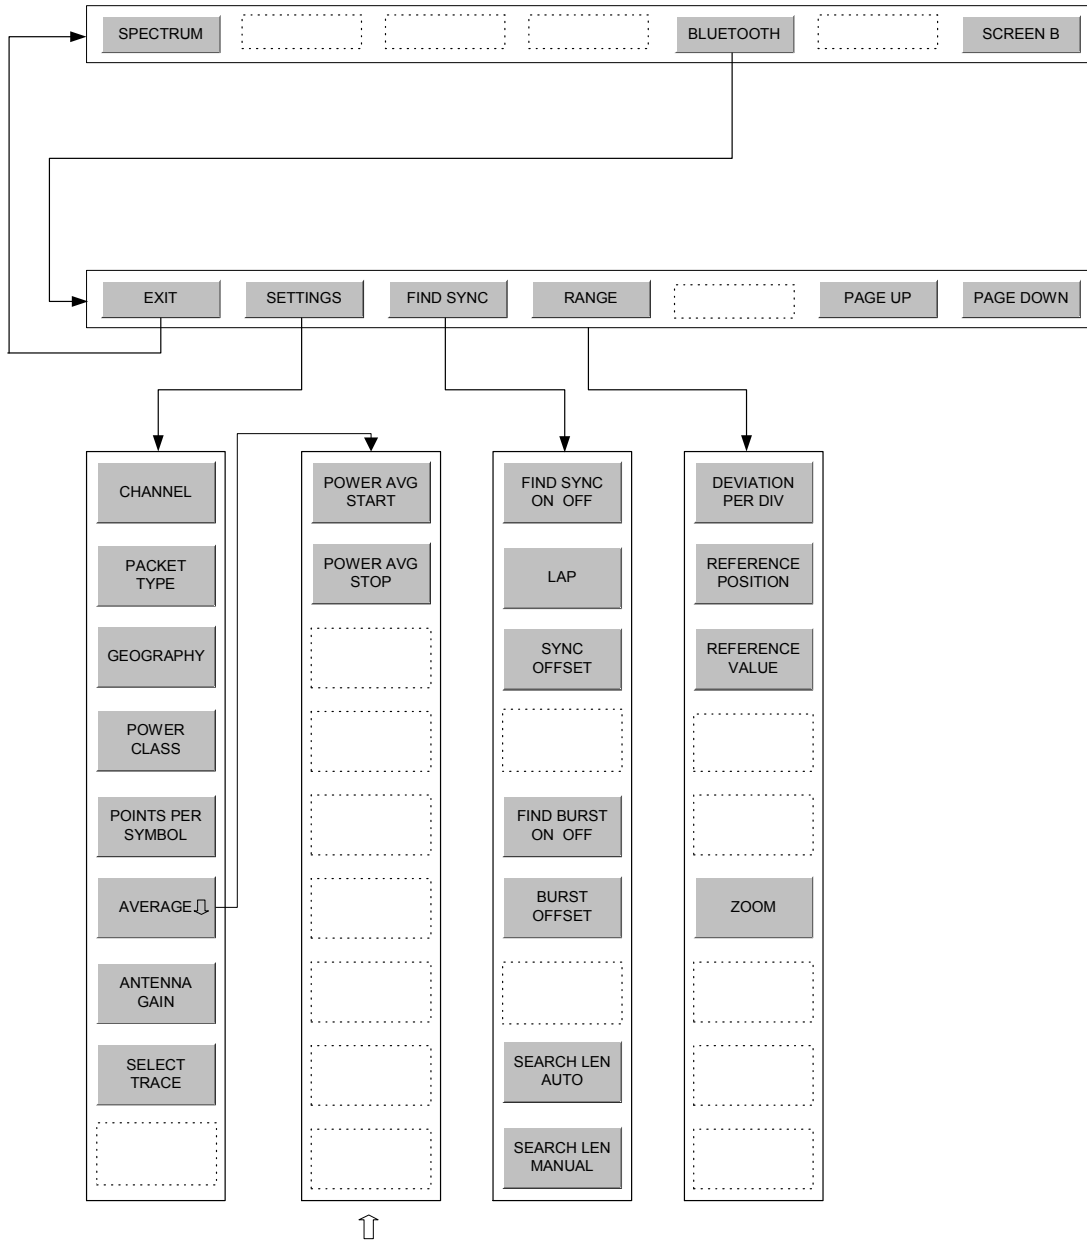 SPECTRUM
BLUETOOTH
SCREEN B
EXIT
SETTINGS
FIND SYNC
RANGE
PAGE UP
PAGE DOWN
CHANNEL
PACKET
TYPE
GEOGRAPHY
POWER
CLASS
POINTS PER
SYMBOL
AVERAGE
ANTENNA
GAIN
SELECT
TRACE
POWER AVG
START
POWER AVG
STOP
FIND SYNC
ON OFF
LAP
SYNC
OFFSET
FIND BURST
ON OFF
BURST
OFFSET
SEARCH LEN
AUTO
SEARCH LEN
MANUAL
DEVIATION
PER DIV
REFERENCE
POSITION
REFERENCE
VALUE
ZOOM